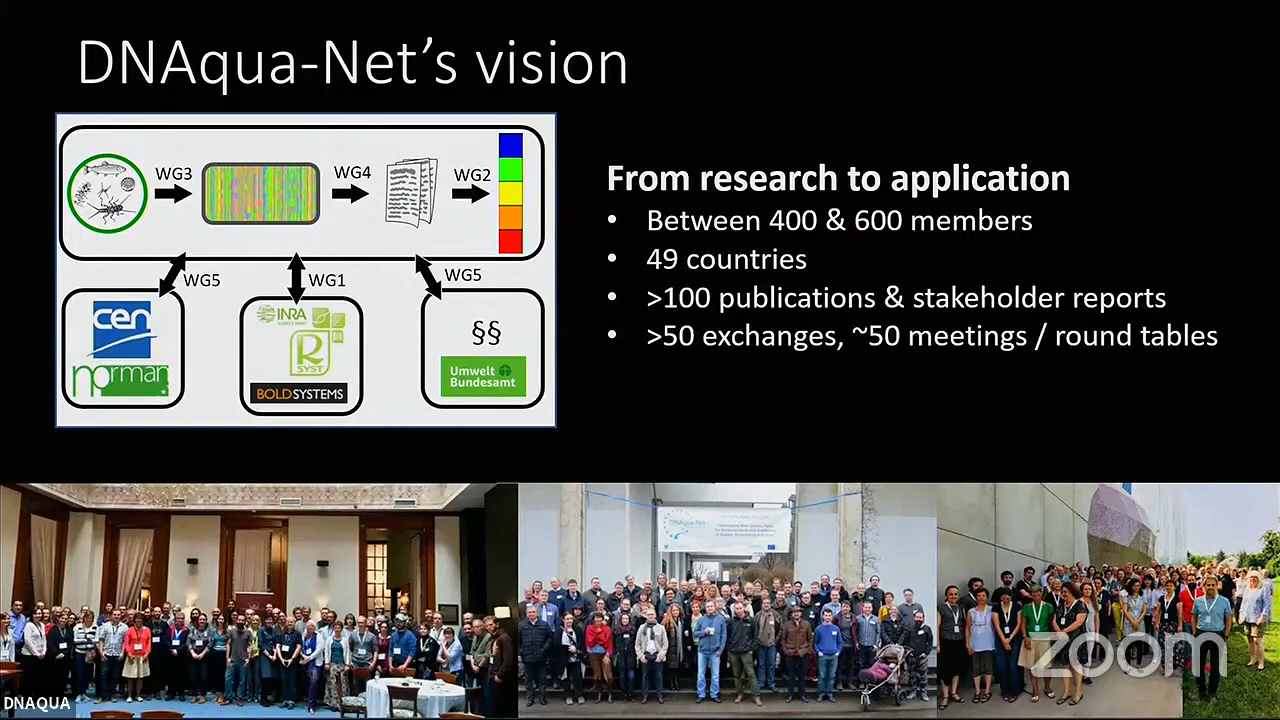 DNAqua-Net's vision
WG3
WG4
WG2
WG5
WG1
WG5
cen
norman
INRA
R
SYST
BOLDSYSTEMS
§§
Umwelt
Bundesamt
From research to application
• Between 400 & 600 members
• 49 countries
• >100 publications & stakeholder reports
• >50 exchanges, ~50 meetings / round tables
DNAqua-Net
DNAQUA
zoom